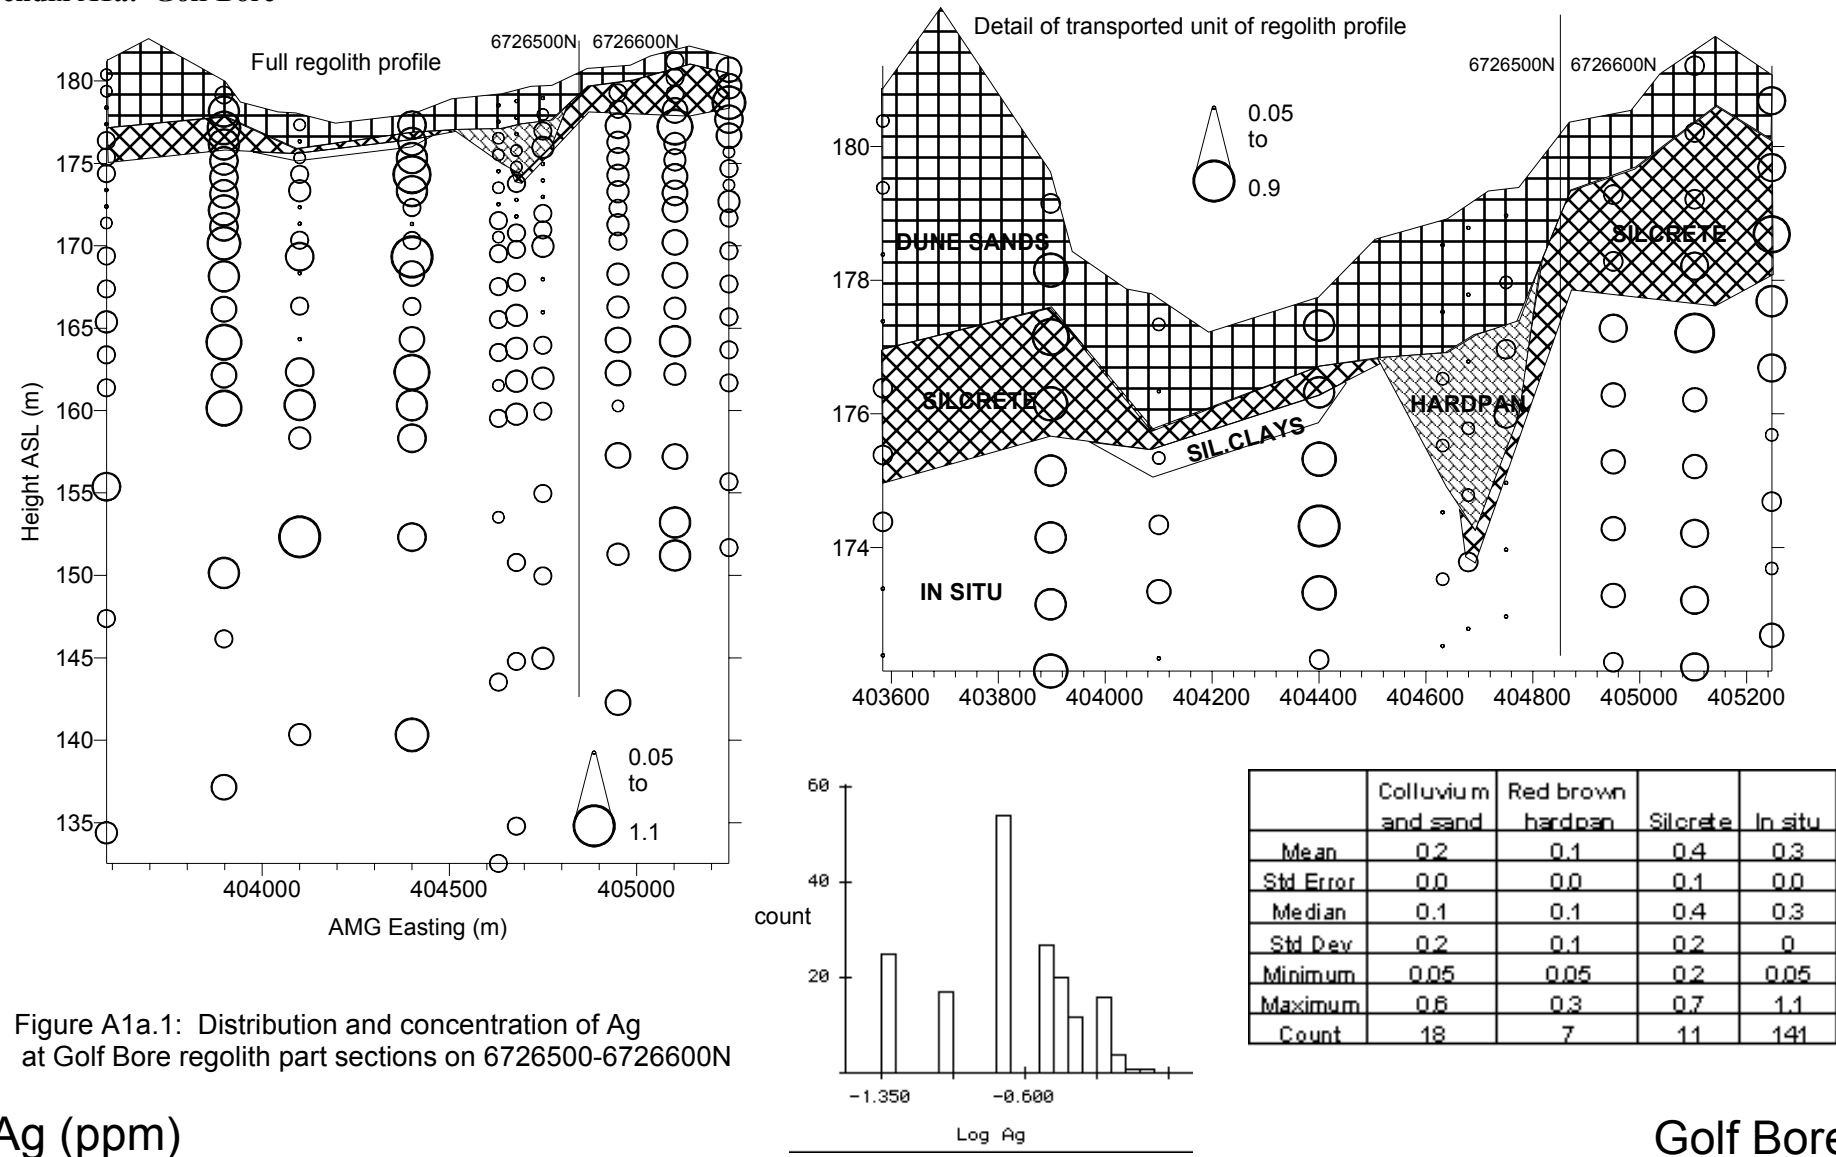 Golf Bore
Full regolith profile
6726500N 6726600N
180
175
170
165
160
155
150
145
140
135
Height ASL (m)
0.05
to
1.1
404000 404500 405000
AMG Easting (m)
Detail of transported unit of regolith profile
6726500N 6726600N
0.05
to
0.9
180
178
176
174
DUNE SANDS
SILCRETE
SILCRETE
HARDPAN
SIL.CLAYS
IN SITU
403600 403800 404000 404200 404400 404600 404800 405000 405200
60
40
count
20
-1.350 -0.600
Log Ag
Colluvium and sand Red brown hardpan Silcrete In situ
Mean 0.2 0.1 0.4 0.3
Std Error 0.0 0.0 0.1 0.0
Median 0.1 0.1 0.4 0.3
Std Dev 0.2 0.1 0.2 0
Minimum 0.05 0.05 0.2 0.05
Maximum 0.6 0.3 0.7 1.1
Count 18 7 11 141
Figure A1a.1: Distribution and concentration of Ag
at Golf Bore regolith part sections on 6726500-6726600N
Ag (ppm)
Golf Bore